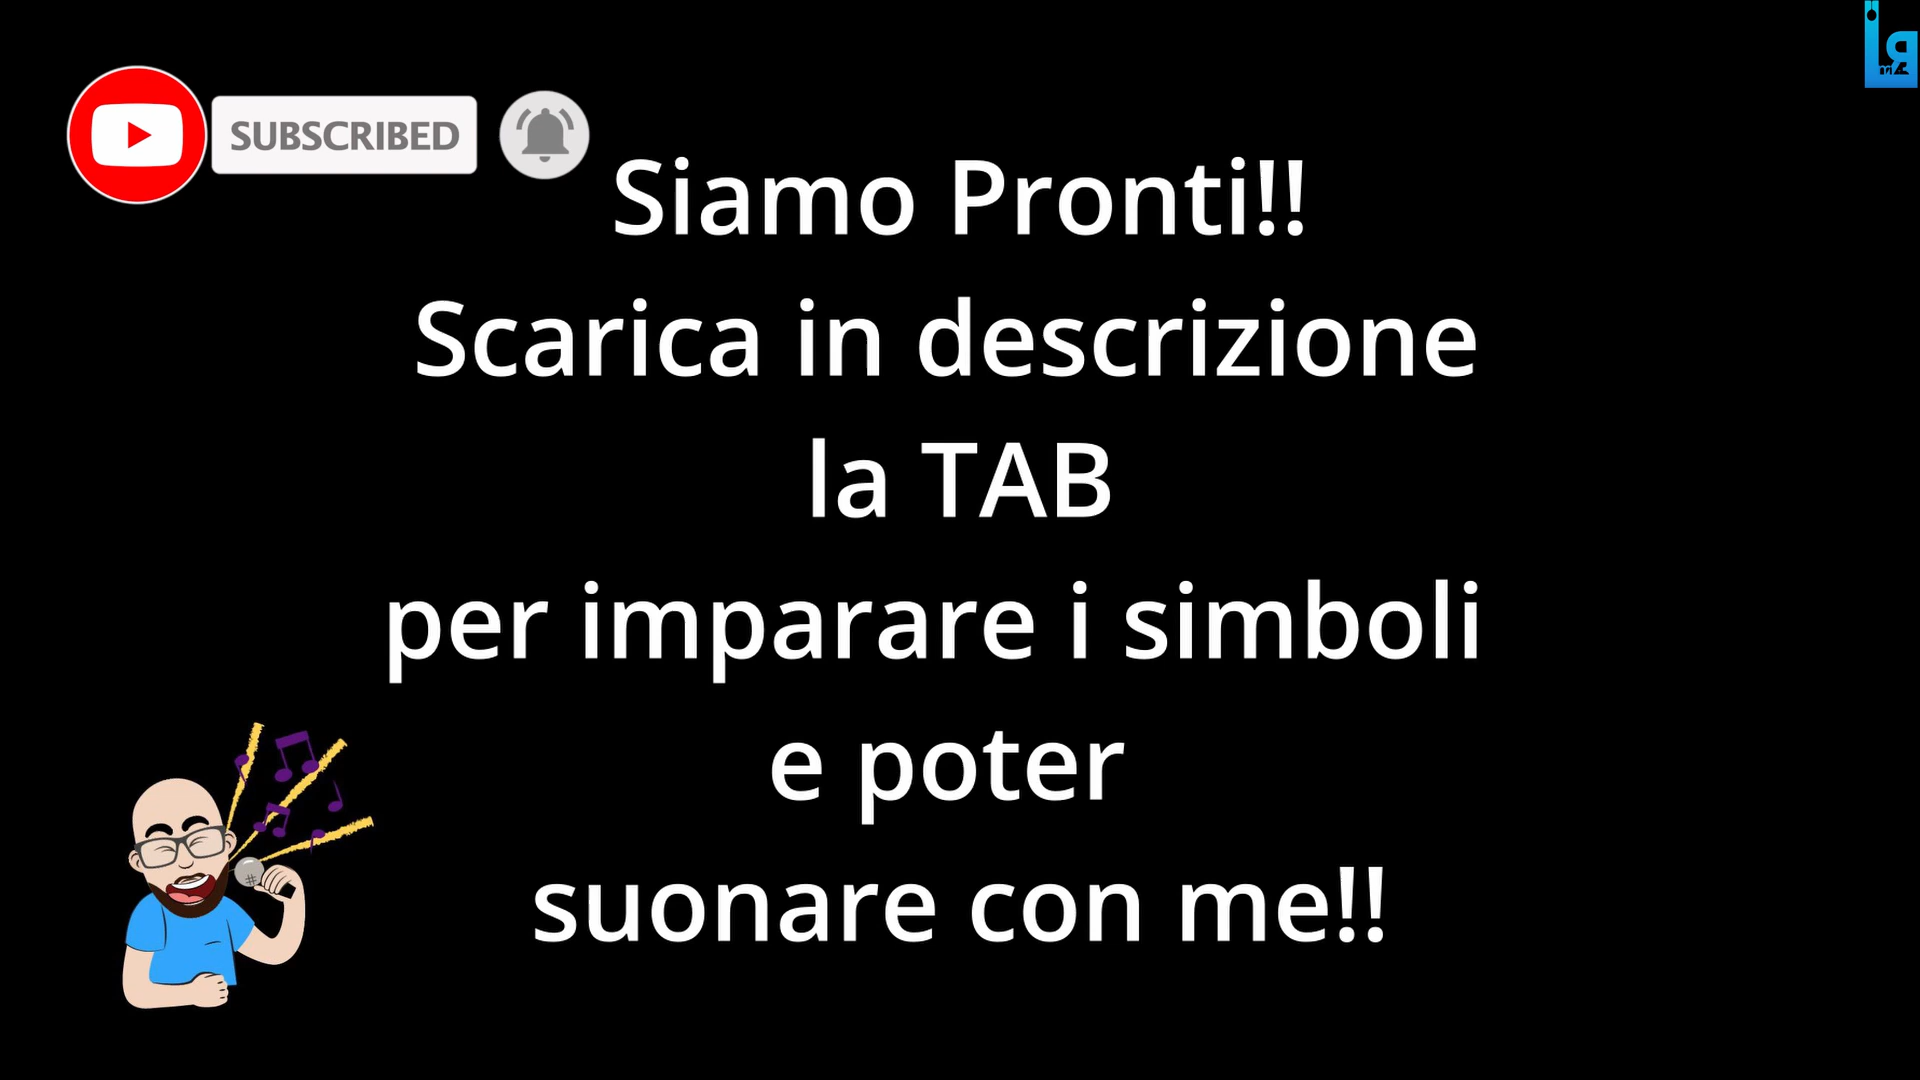 SUBSCRIBED
Siamo Pronti!!
Scarica in descrizione
la TAB
per imparare i simboli
e poter
suonare con me!!